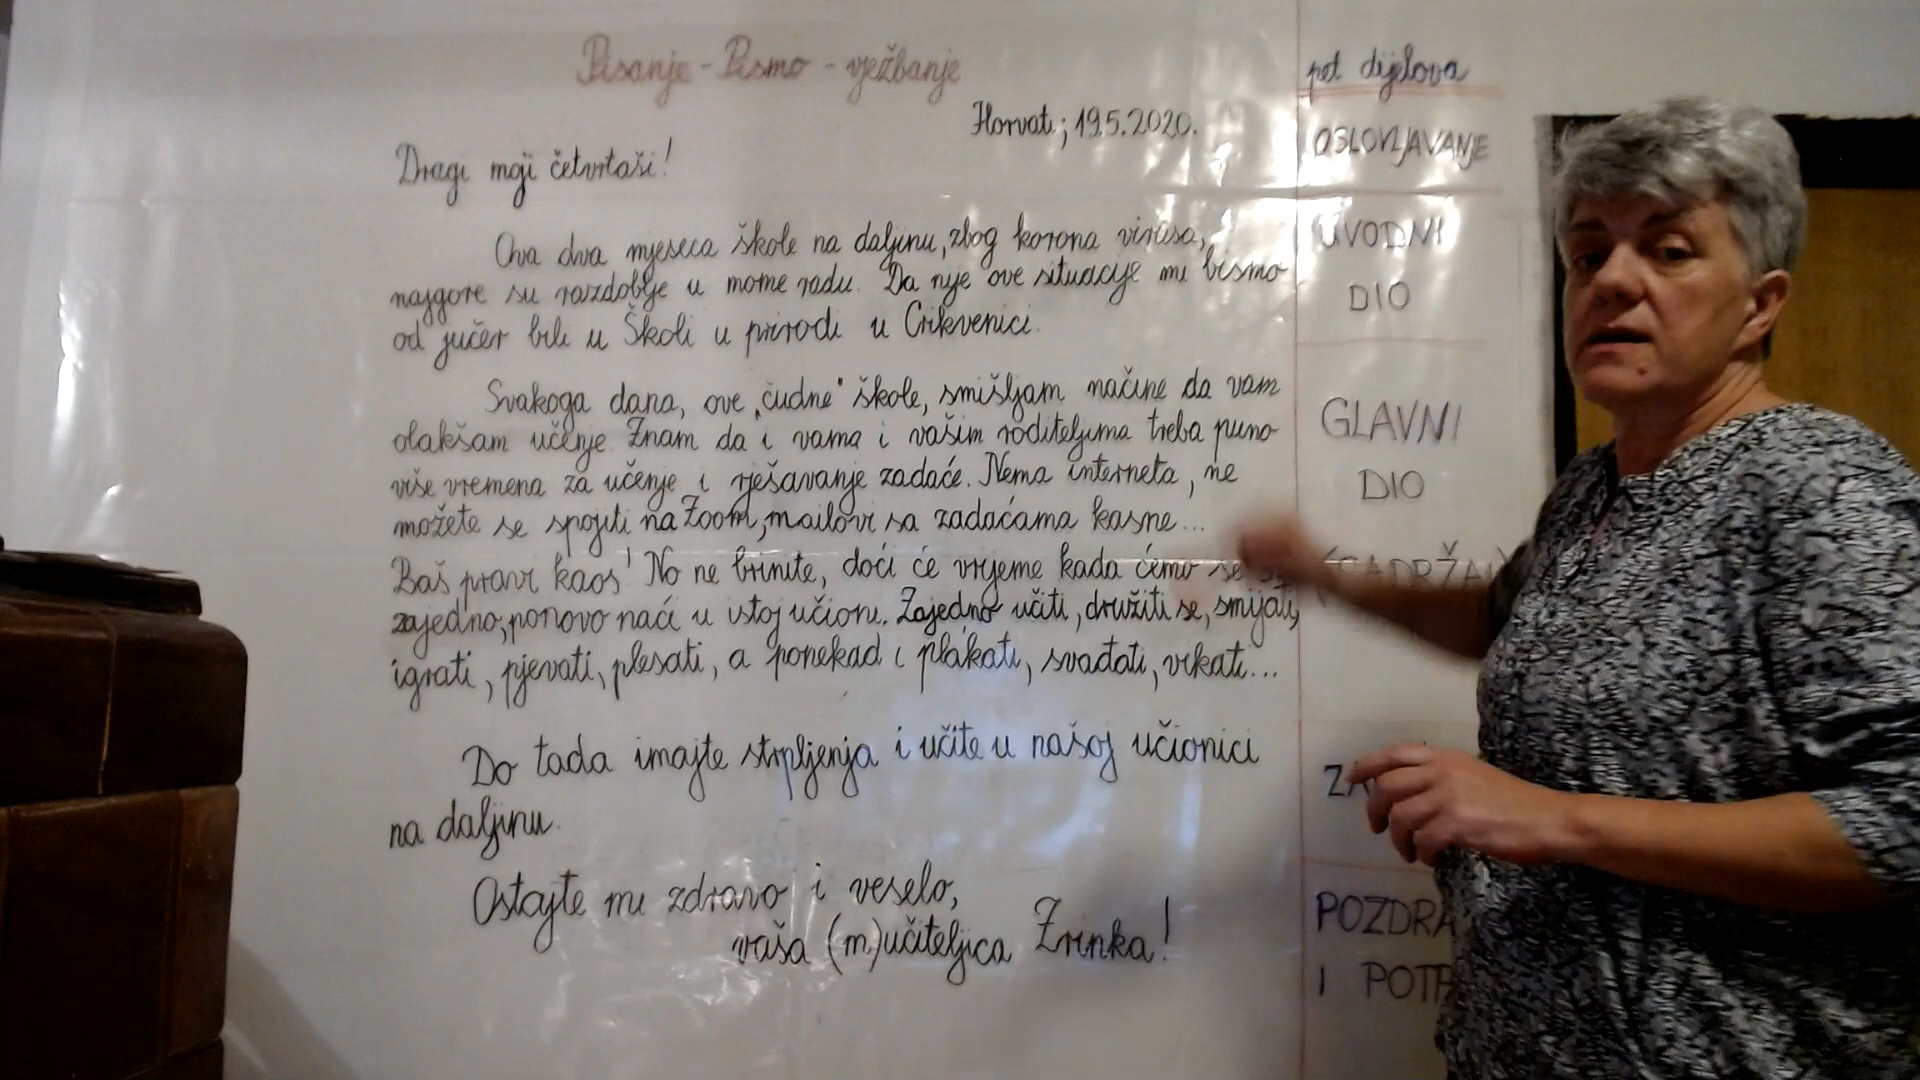 Pisanje - Pismo - vježbanje
Horvati, 19.5.2020.
Dragi moji četvrtaši!
Ova dva mjeseca škole na daljinu, zbog korona virusa,
najgore su razdoblje u mome radu. Da nije ove situacije mi bismo
od jučer bili u Školi u prirodi u Crikvenici.
Svakoga dana, ove „čudne" škole, smišljam načine da vam
olakšam učenje. Znam da i vama i vašim roditeljima treba puno
više vremena za učenje i rješavanje zadaće. Nema interneta, ne
možete se spojiti na Zoom, mailovi sa zadaćama kasne...
Baš pravi kaos! No ne brinite, doći će vrijeme kada ćemo se
zajedno, ponovo naći u istoj učioni. Zajedno učiti, družiti se, smijati,
igrati, pjevati, plesati, a ponekad i plakati, svađati, vikati...
Do tada imajte strpljenja i učite u našoj učionici
na daljinu.
Ostajte mi zdravo i veselo,
vaša (m)učiteljica Zrinka!
pet dijelova
OSLOVLJAVANJE
UVODNI
DIO
GLAVNI
DIO
(SADRŽAJ)
POZDRA
I POTP